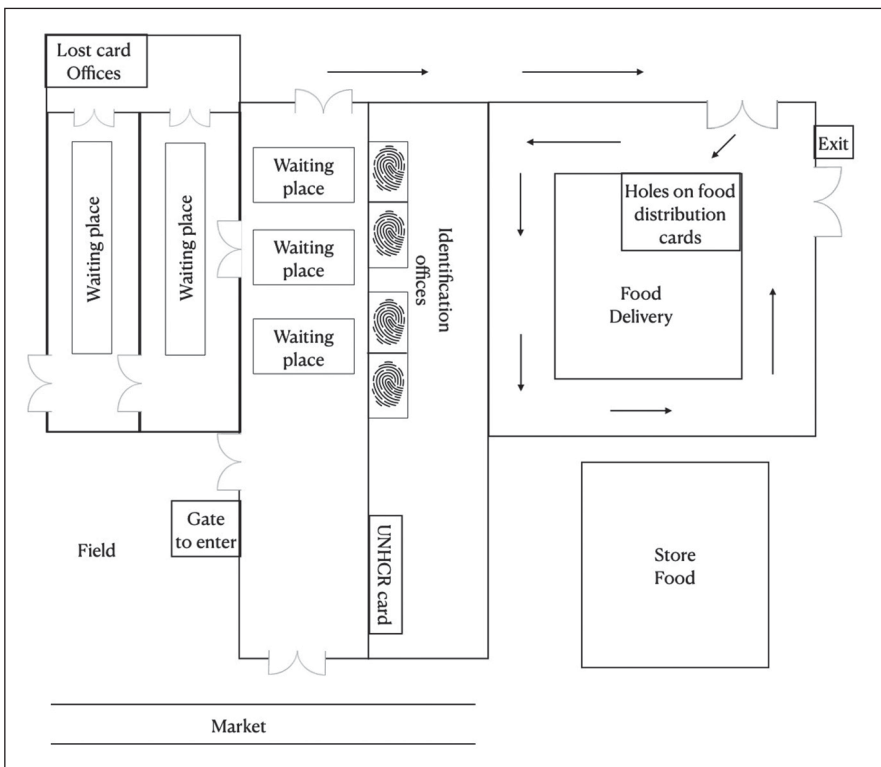 Lost card
Offices
Waiting place
Waiting place
Waiting
place
Waiting
place
Waiting
place
Identification
offices
UNHCR card
Exit
Holes on food
distribution
cards
Food
Delivery
Gate
to enter
Field
Store
Food
Market